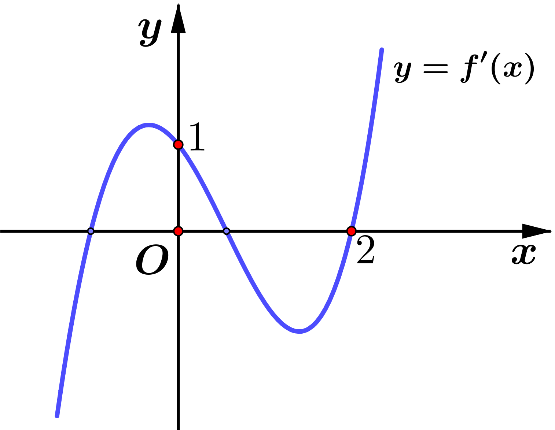 y
y = f′(x)
1
O
2
x